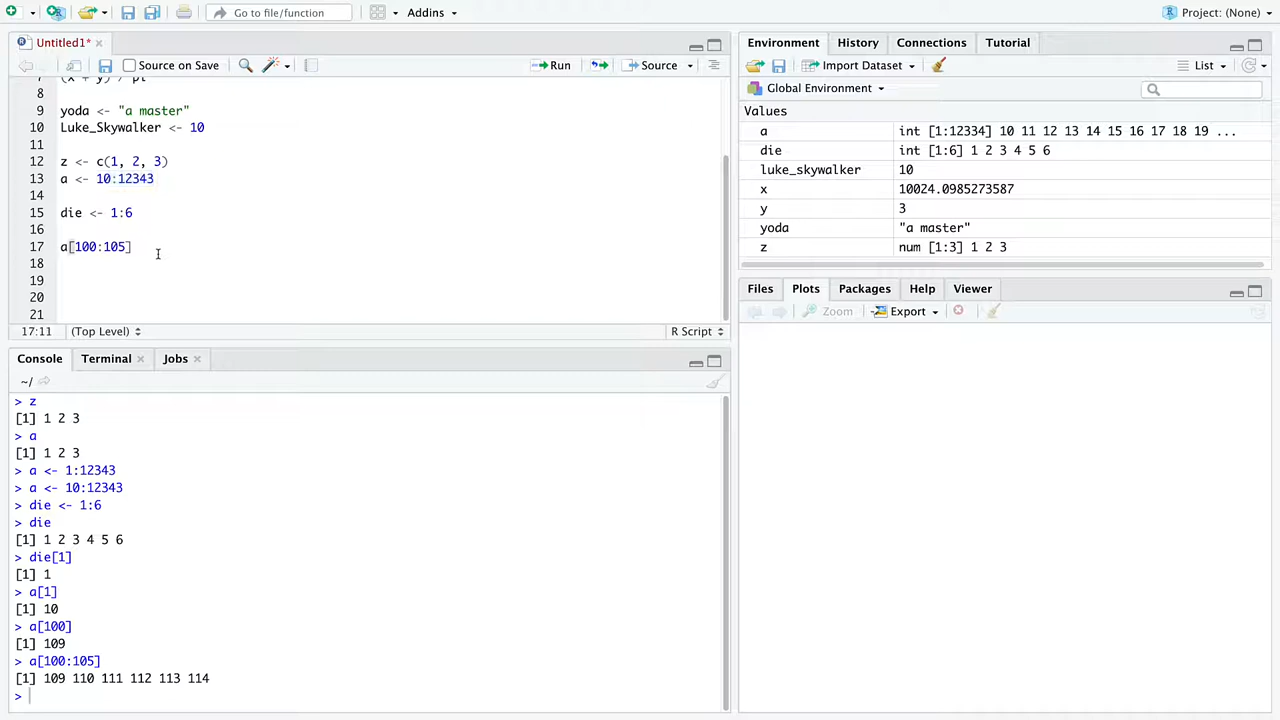 Go to file/function
Addins
Project: (None)
Untitled1*
Source on Save
Run
Source
8
9 yoda <- "a master"
10 Luke_Skywalker <- 10
11
12 z <- c(1, 2, 3)
13 a <- 10:12343
14
15 die <- 1:6
16
17 a[100:105]
18
19
20
21
17:11 (Top Level) R Script
Console Terminal Jobs
~/
> z
[1] 1 2 3
> a
[1] 1 2 3
> a <- 1:12343
> a <- 10:12343
> die <- 1:6
> die
[1] 1 2 3 4 5 6
> die[1]
[1] 1
> a[1]
[1] 10
> a[100]
[1] 109
> a[100:105]
[1] 109 110 111 112 113 114
>
Environment History Connections Tutorial
Import Dataset List
Global Environment
Values
a int [1:12334] 10 11 12 13 14 15 16 17 18 19 ...
die int [1:6] 1 2 3 4 5 6
luke_skywalker 10
x 10024.0985273587
y 3
yoda "a master"
z num [1:3] 1 2 3
Files Plots Packages Help Viewer
Zoom Export